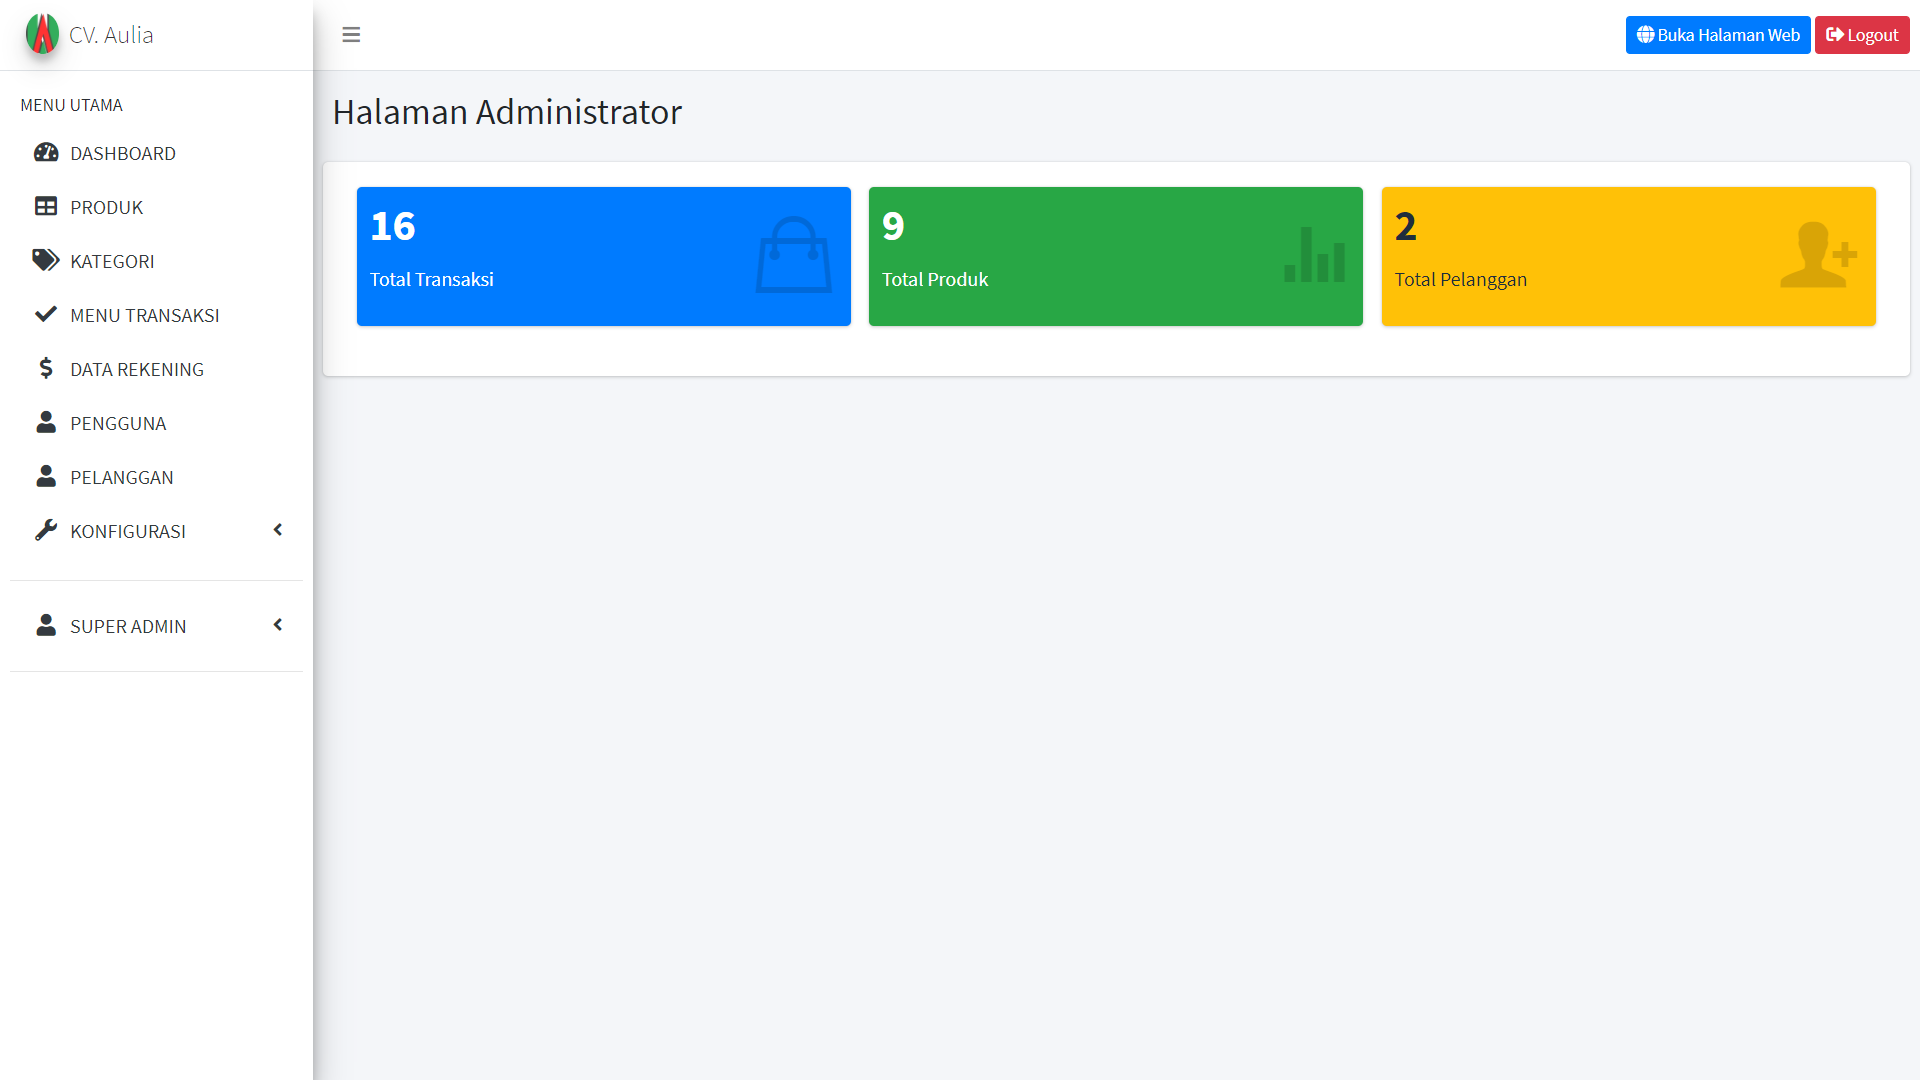 CV. Aulia
Buka Halaman Web
Logout
MENU UTAMA
DASHBOARD
PRODUK
KATEGORI
MENU TRANSAKSI
DATA REKENING
PENGGUNA
PELANGGAN
KONFIGURASI
SUPER ADMIN
Halaman Administrator
16
Total Transaksi
9
Total Produk
2
Total Pelanggan